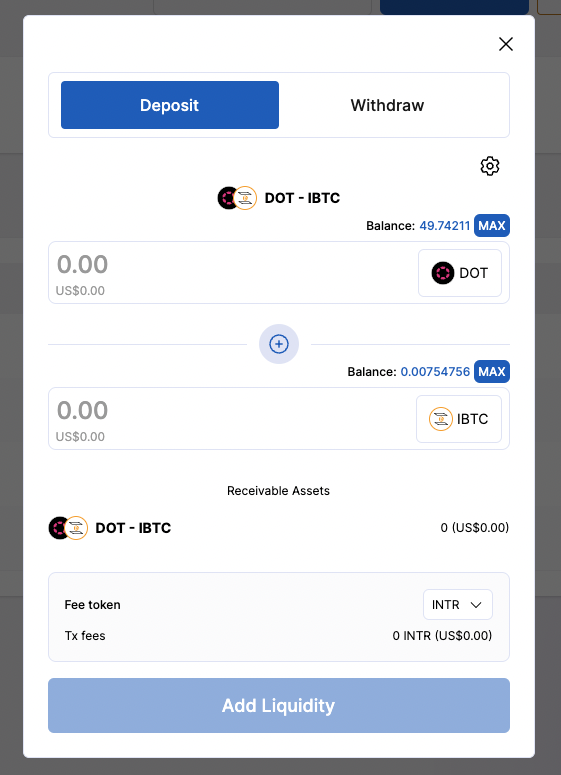 Deposit Withdraw
DOT - IBTC
Balance: 49.74211 MAX
0.00
US$0.00
DOT
Balance: 0.00754756 MAX
0.00
US$0.00
IBTC
Receivable Assets
DOT - IBTC 0 (US$0.00)
Fee token INTR
Tx fees 0 INTR (US$0.00)
Add Liquidity